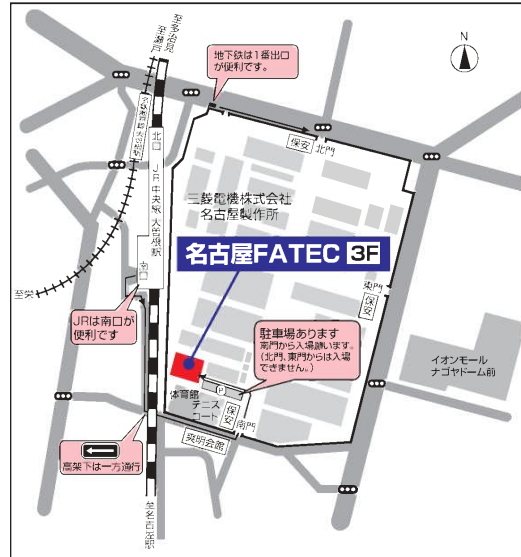 至多治見
至瀬戸
N
地下鉄は1番出口
が便利です。
保安
北門
北口
JR中央線 大曽根駅
南口
三菱電機株式会社
名古屋製作所
名古屋FATEC 3F
至栄
JRは南口が
便利です
東門
保安
駐車場あります
南門から入場願います。
(北門、東門からは入場
できません。)
イオンモール
ナゴヤドーム前
P
体育館
テニス
コート
保安
南門
爽明会館
高架下は一方通行
至名古屋駅